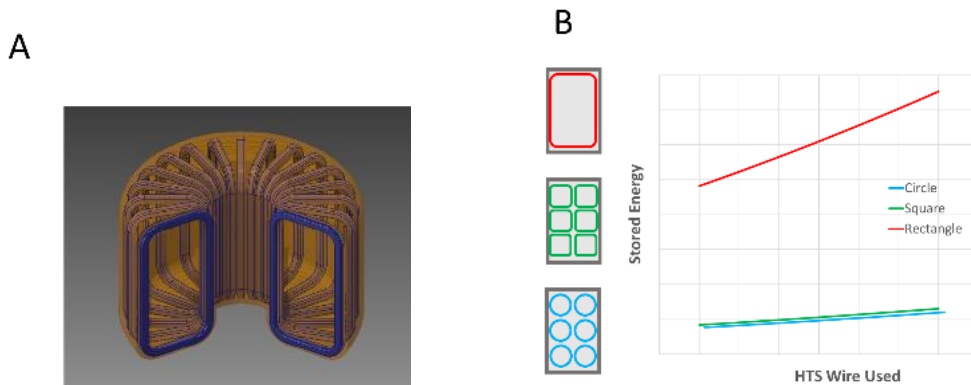 A
B
Stored Energy
Circle
Square
Rectangle
HTS Wire Used